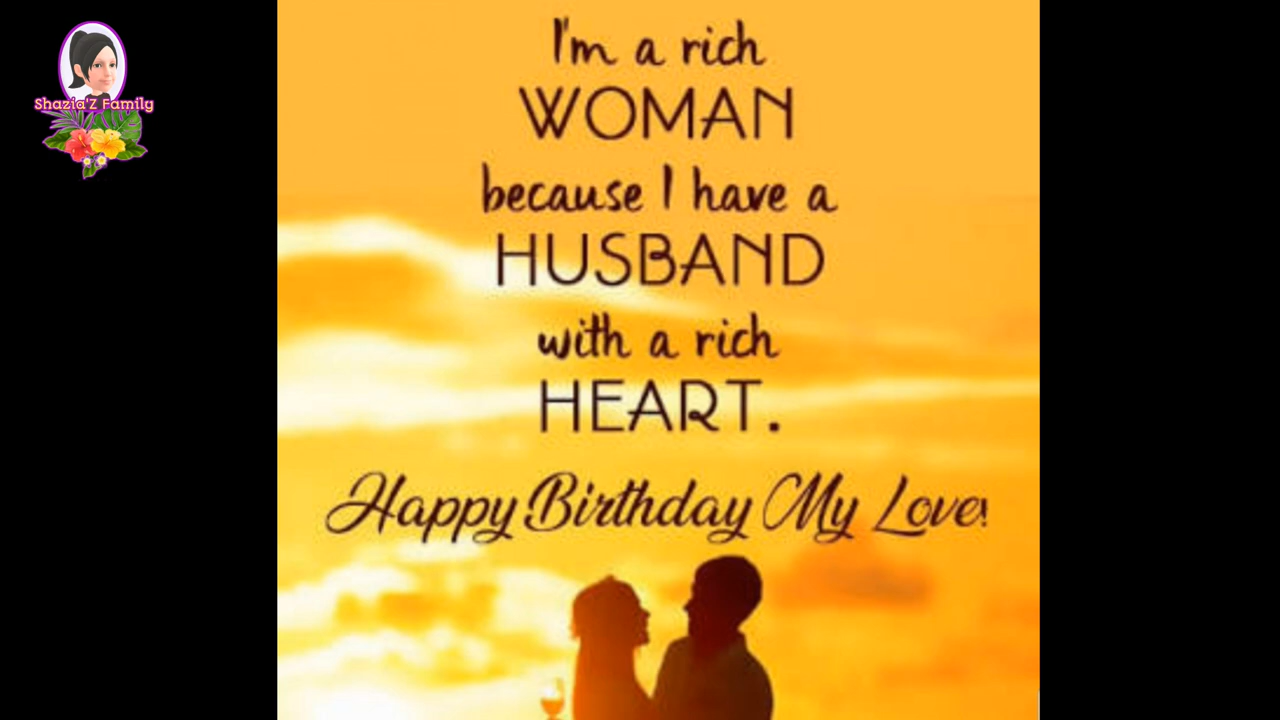 Shazia'Z Family
I'm a rich
WOMAN
because I have a
HUSBAND
with a rich
HEART.
Happy Birthday My Love!